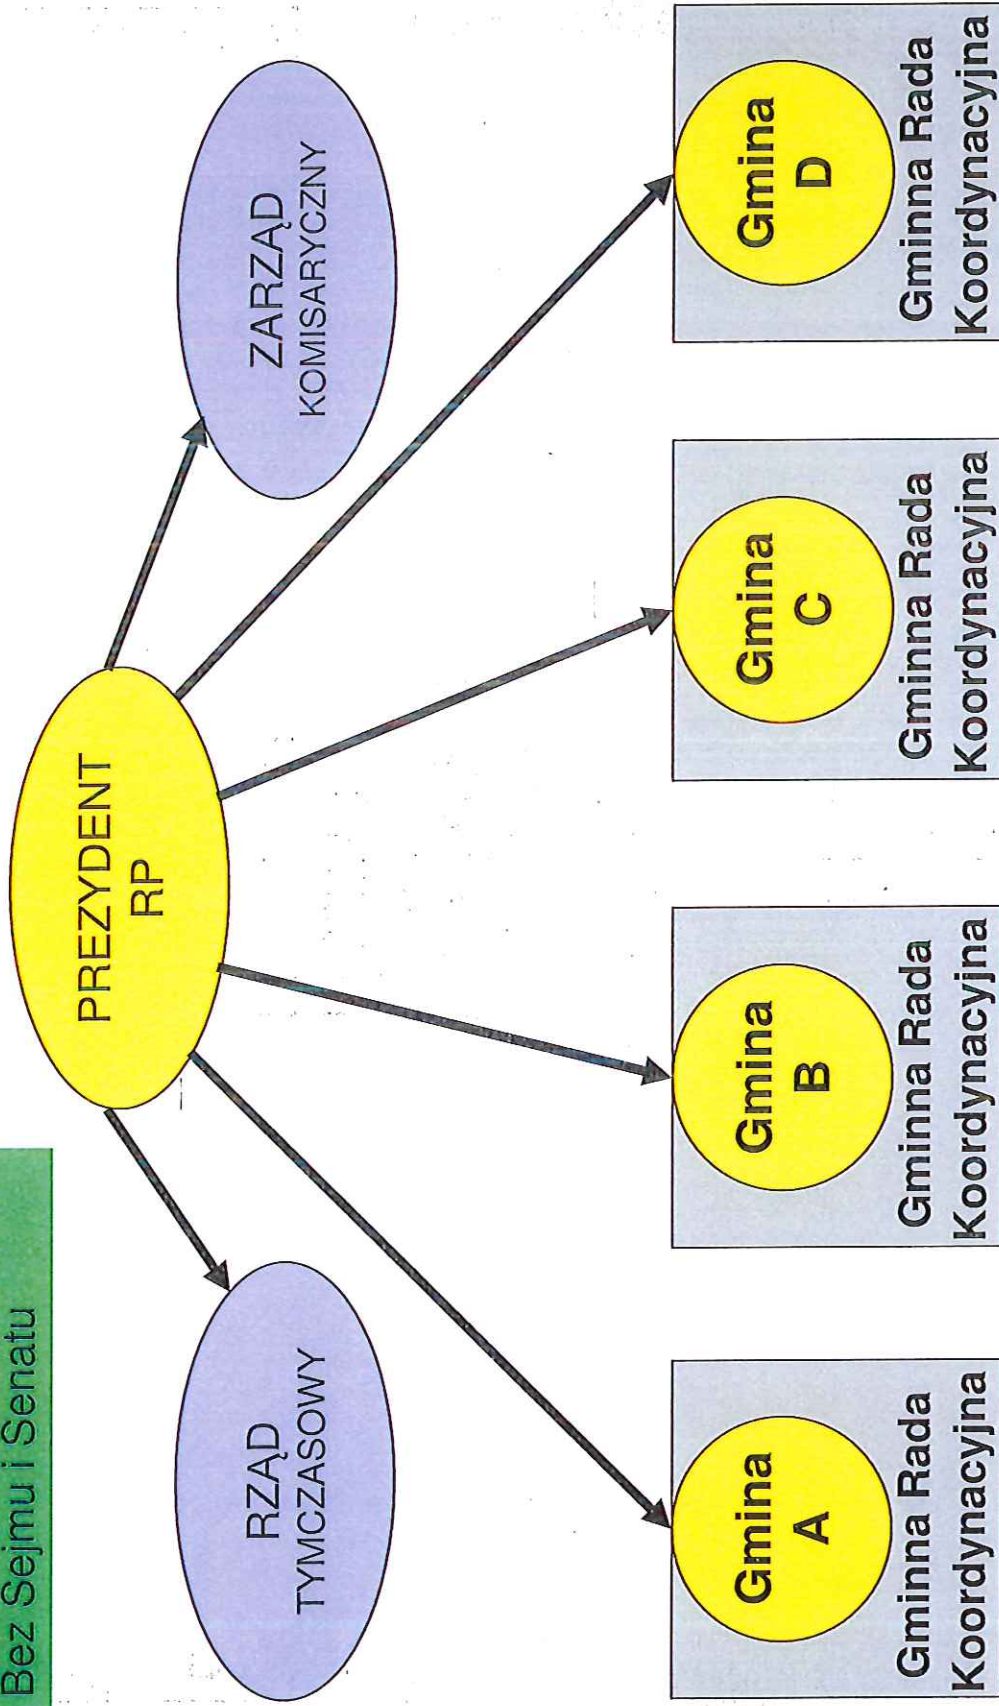 Bez Sejmu i Senatu
PREZYDENT
RP
RZĄD
TYMCZASOWY
ZARZĄD
KOMISARYCZNY
Gmina
A
Gminna Rada
Koordynacyjna
Gmina
B
Gminna Rada
Koordynacyjna
Gmina
C
Gminna Rada
Koordynacyjna
Gmina
D
Gminna Rada
Koordynacyjna